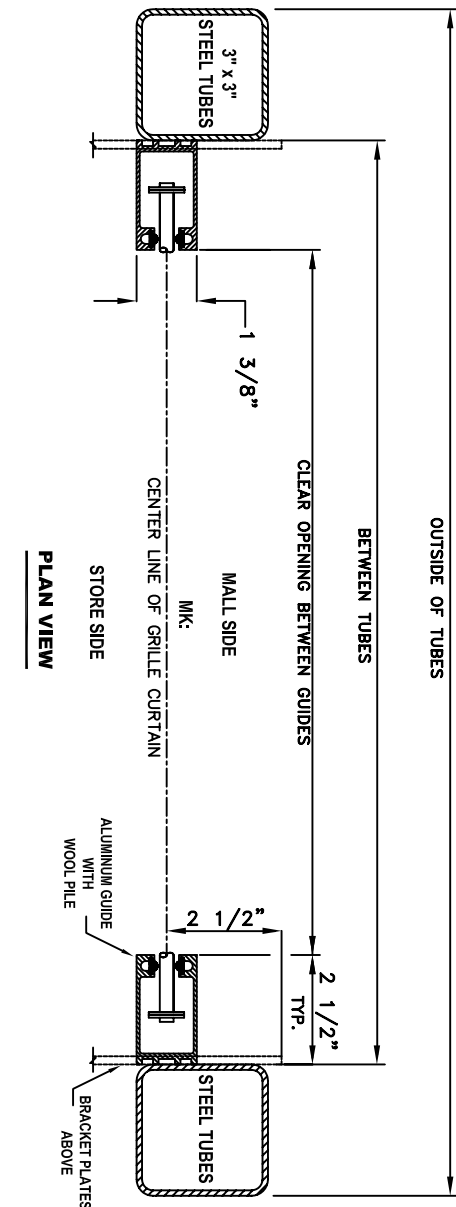 OUTSIDE OF TUBES
BETWEEN TUBES
CLEAR OPENING BETWEEN GUIDES
3" x 3"
STEEL TUBES
STEEL TUBES
2 1/2"
TYP.
2 1/2"
1 3/8"
MALL SIDE
MK:
CENTER LINE OF GRILLE CURTAIN
STORE SIDE
ALUMINUM GUIDE
WITH
WOOL PILE
BRACKET PLATES
ABOVE
PLAN VIEW